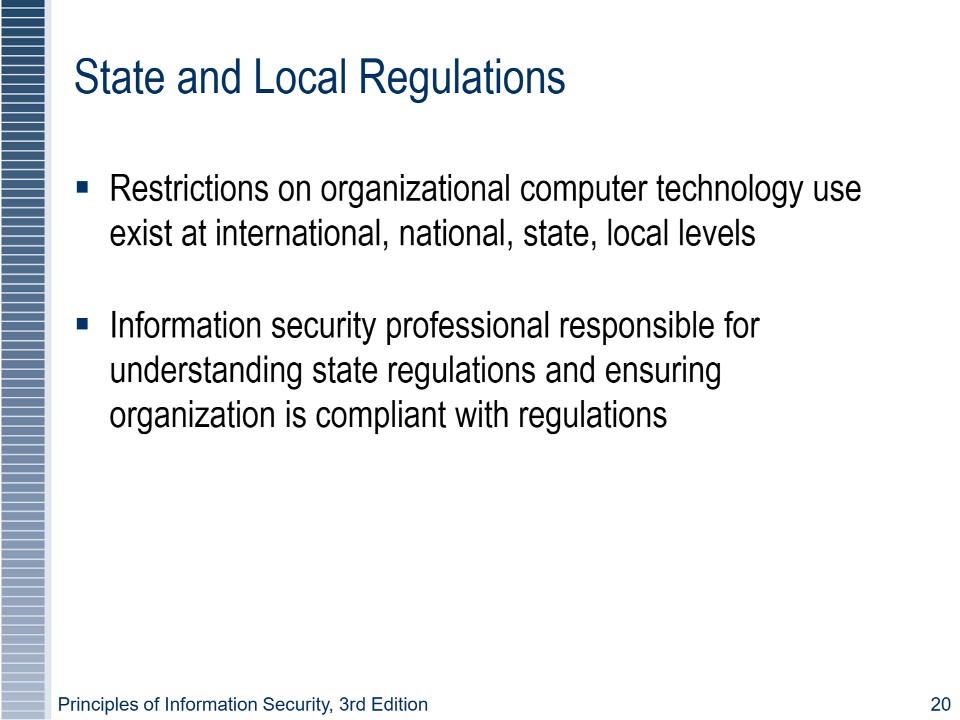 State and Local Regulations
▪ Restrictions on organizational computer technology use
exist at international, national, state, local levels
▪ Information security professional responsible for
understanding state regulations and ensuring
organization is compliant with regulations
Principles of Information Security, 3rd Edition
20